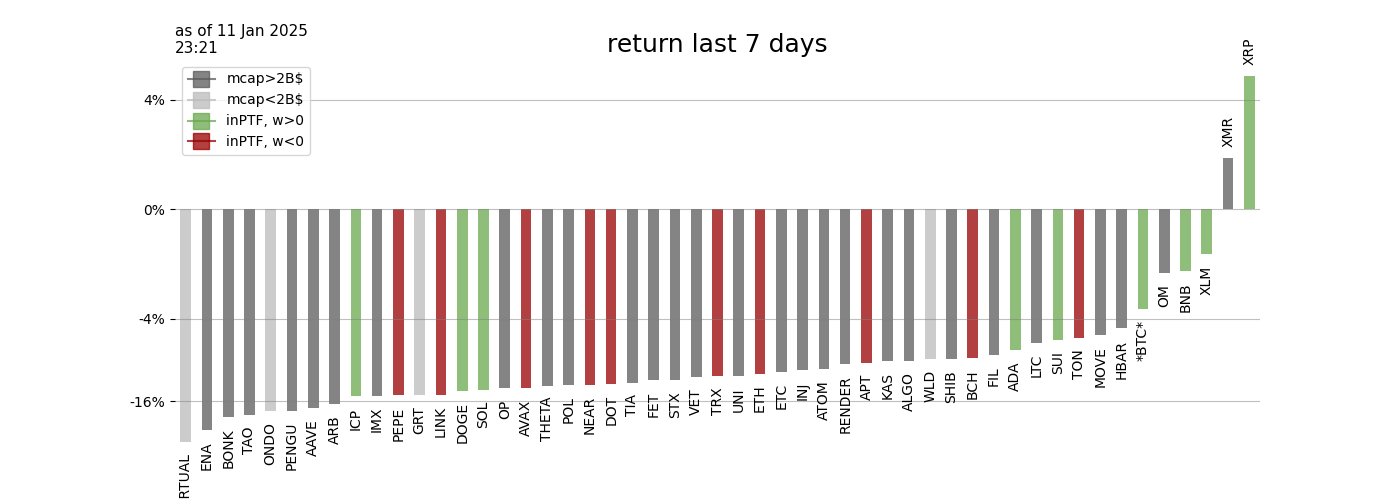 as of 11 Jan 2025
23:21
return last 7 days
mcap>2B$
mcap<2B$
inPTF, w>0
inPTF, w<0
4%
0%
-4%
-16%
RTUAL
ENA
BONK
TAO
ONDO
PENGU
AAVE
ARB
ICP
IMX
PEPE
GRT
LINK
DOGE
SOL
OP
AVAX
THETA
POL
NEAR
DOT
TIA
FET
STX
VET
TRX
UNI
ETH
ETC
INJ
ATOM
RENDER
APT
KAS
ALGO
WLD
SHIB
BCH
FIL
ADA
LTC
SUI
TON
MOVE
HBAR
*BTC*
OM
BNB
XLM
XMR
XRP